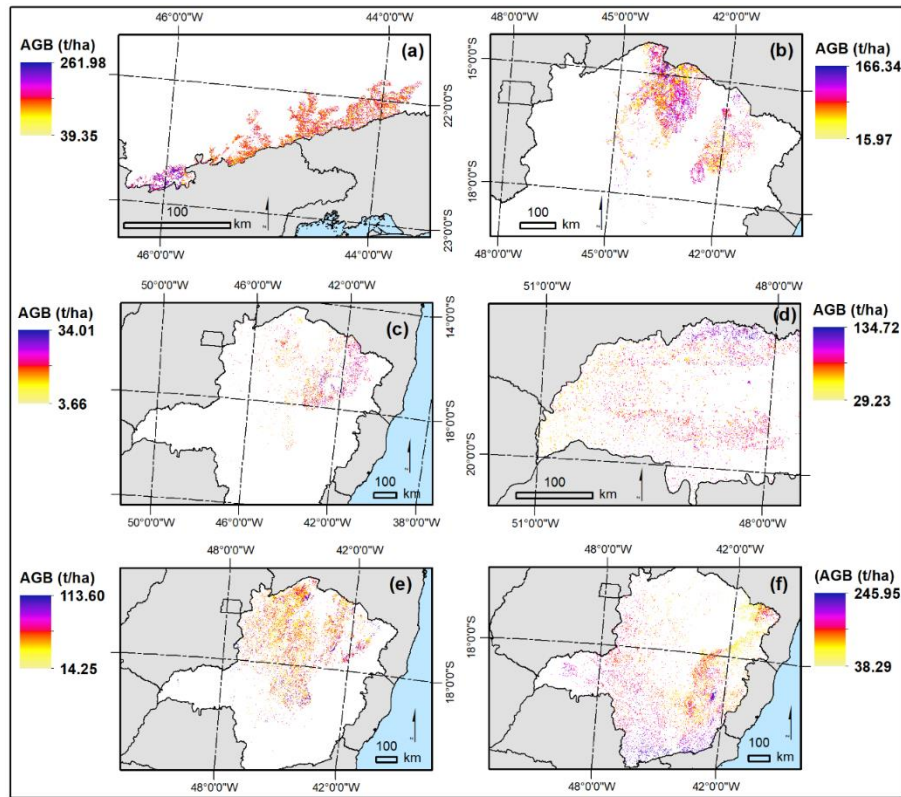 46°0'0"W 44°0'0"W
AGB (t/ha)
261.98
39.35
(a)
22°0'0"S
23°0'0"S
100
km
46°0'0"W 44°0'0"W
48°0'0"W 45°0'0"W 42°0'0"W
(b)
AGB (t/ha)
166.34
15.97
15°0'0"S
18°0'0"S
100
km
48°0'0"W 45°0'0"W 42°0'0"W
50°0'0"W 46°0'0"W 42°0'0"W
AGB (t/ha)
34.01
3.66
(c)
14°0'0"S
18°0'0"S
100
km
50°0'0"W 46°0'0"W 42°0'0"W 38°0'0"W
51°0'0"W 48°0'0"W
(d)
AGB (t/ha)
134.72
29.23
20°0'0"S
100
km
51°0'0"W 48°0'0"W
48°0'0"W 42°0'0"W
AGB (t/ha)
113.60
14.25
(e)
18°0'0"S
100
km
48°0'0"W 42°0'0"W
48°0'0"W 42°0'0"W
(f)
(AGB (t/ha)
245.95
38.29
18°0'0"S
100
km
48°0'0"W 42°0'0"W